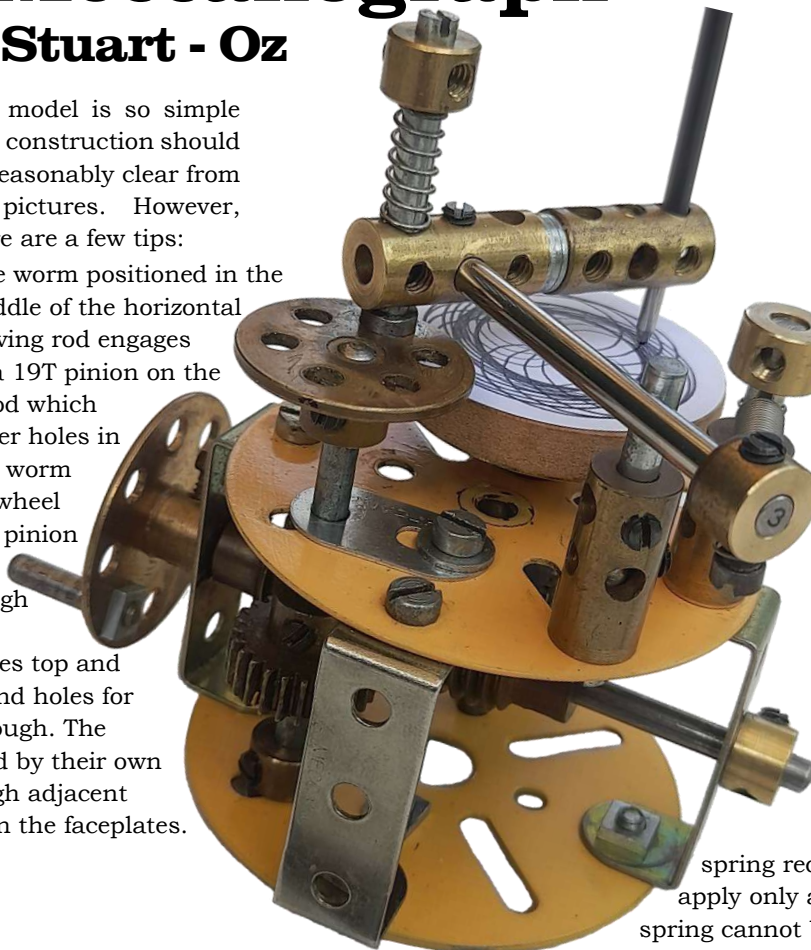 Meccanograph
Stuart - Oz
model is so simple
construction should
easonably clear from
pictures. However,
re are a few tips:
e worm positioned in the
ddle of the horizontal
ving rod engages
19T pinion on the
od which
er holes in
worm
wheel
pinion
gh
es top and
nd holes for
ough. The
d by their own
gh adjacent
n the faceplates.
3
spring rec
apply only a
spring cannot